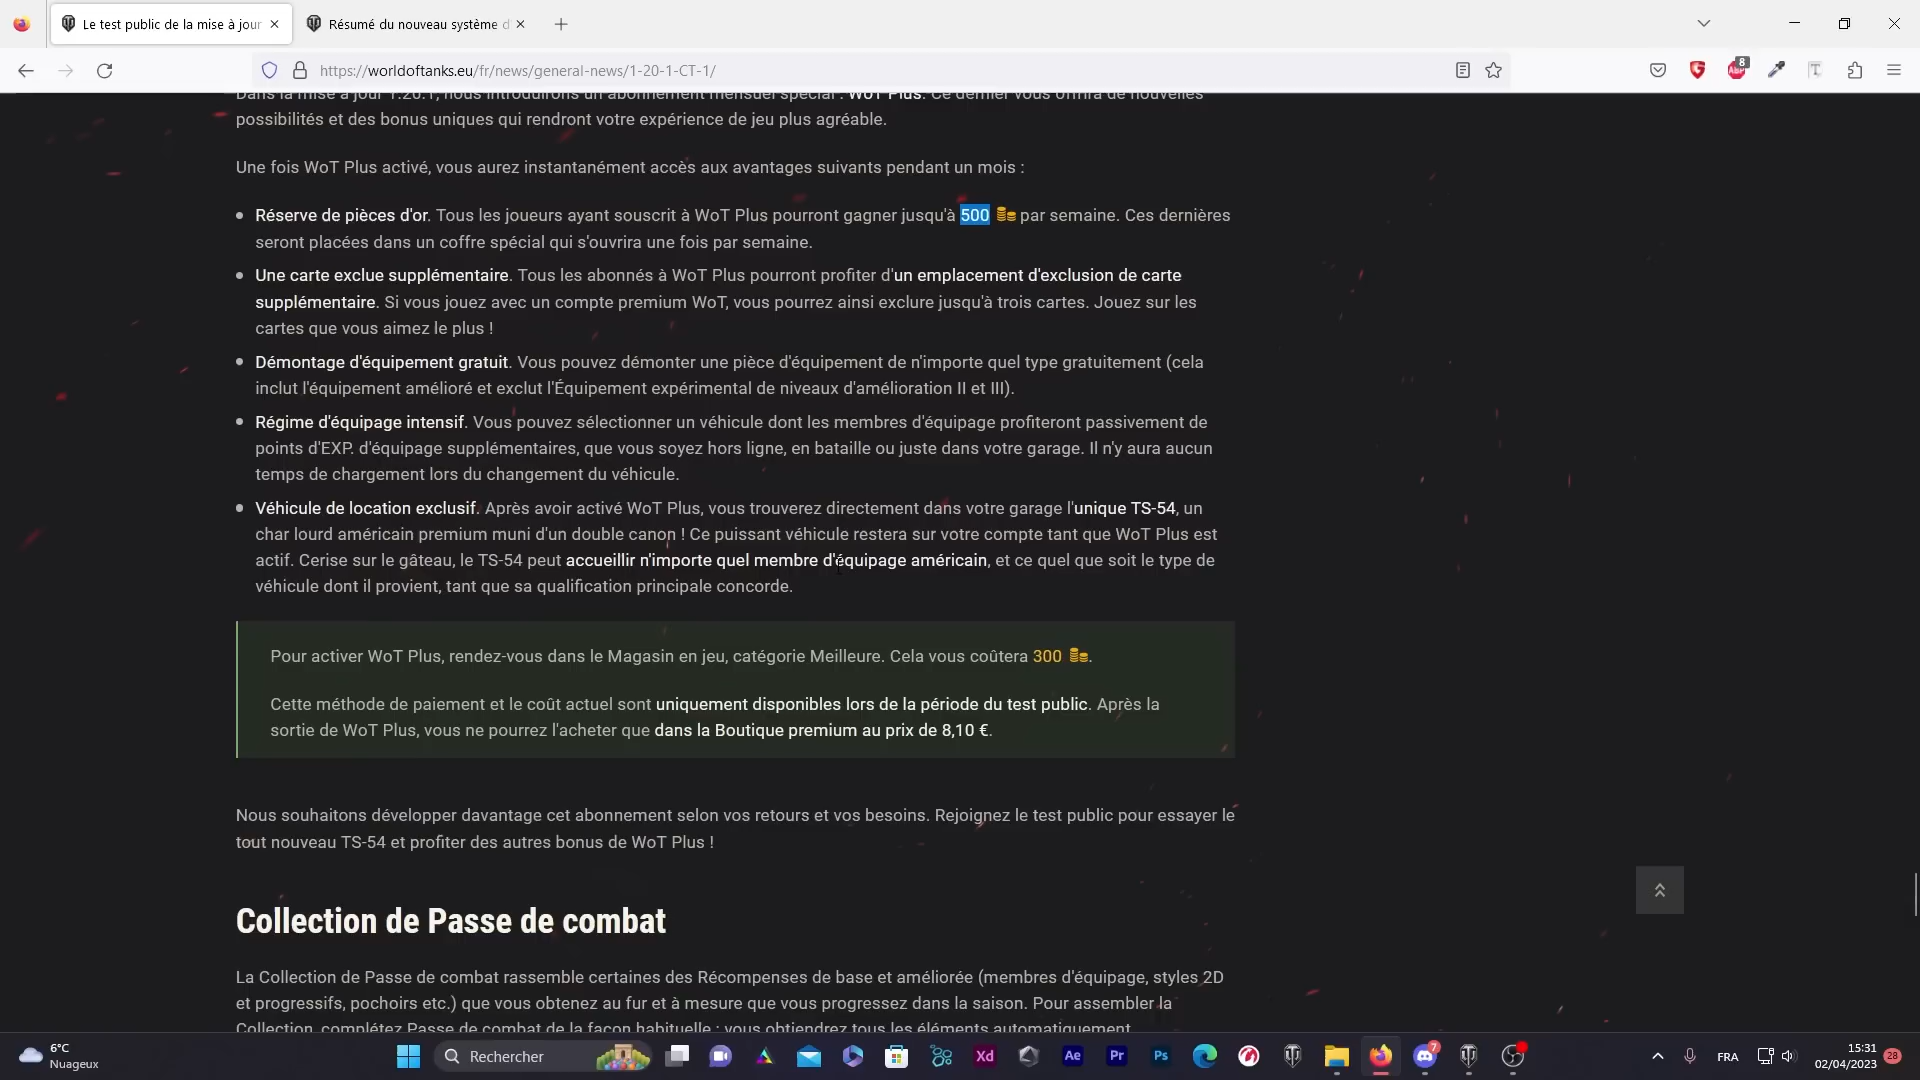 Le test public de la mise à jour
Résumé du nouveau système d
https://worldoftanks.eu/fr/news/general-news/1-20-1-CT-1/
8
Dans la mise à jour 1.20.1, nous introduirons un abonnement mensuel spécial : WoT Plus. Ce dernier vous offrira de nouvelles
possibilités et des bonus uniques qui rendront votre expérience de jeu plus agréable.
Une fois WoT Plus activé, vous aurez instantanément accès aux avantages suivants pendant un mois :
Réserve de pièces d'or. Tous les joueurs ayant souscrit à WoT Plus pourront gagner jusqu'à 500 par semaine. Ces dernières
seront placées dans un coffre spécial qui s'ouvrira une fois par semaine.
Une carte exclue supplémentaire. Tous les abonnés à WoT Plus pourront profiter d'un emplacement d'exclusion de carte
supplémentaire. Si vous jouez avec un compte premium WoT, vous pourrez ainsi exclure jusqu'à trois cartes. Jouez sur les
cartes que vous aimez le plus !
Démontage d'équipement gratuit. Vous pouvez démonter une pièce d'équipement de n'importe quel type gratuitement (cela
inclut l'équipement amélioré et exclut l'Équipement expérimental de niveaux d'amélioration II et III).
Régime d'équipage intensif. Vous pouvez sélectionner un véhicule dont les membres d'équipage profiteront passivement de
points d'EXP. d'équipage supplémentaires, que vous soyez hors ligne, en bataille ou juste dans votre garage. Il n'y aura aucun
temps de chargement lors du changement du véhicule.
Véhicule de location exclusif. Après avoir activé WoT Plus, vous trouverez directement dans votre garage l'unique TS-54, un
char lourd américain premium muni d'un double canon ! Ce puissant véhicule restera sur votre compte tant que WoT Plus est
actif. Cerise sur le gâteau, le TS-54 peut accueillir n'importe quel membre d'équipage américain, et ce quel que soit le type de
véhicule dont il provient, tant que sa qualification principale concorde.
Pour activer WoT Plus, rendez-vous dans le Magasin en jeu, catégorie Meilleure. Cela vous coûtera 300 .
Cette méthode de paiement et le coût actuel sont uniquement disponibles lors de la période du test public. Après la
sortie de WoT Plus, vous ne pourrez l'acheter que dans la Boutique premium au prix de 8,10 €.
Nous souhaitons développer davantage cet abonnement selon vos retours et vos besoins. Rejoignez le test public pour essayer le
tout nouveau TS-54 et profiter des autres bonus de WoT Plus !
Collection de Passe de combat
La Collection de Passe de combat rassemble certaines des Récompenses de base et améliorée (membres d'équipage, styles 2D
et progressifs, pochoirs etc.) que vous obtenez au fur et à mesure que vous progressez dans la saison. Pour assembler la
Collection, complétez Passe de combat de la façon habituelle : vous obtiendrez tous les éléments automatiquement.
6°C
Nuageux
Rechercher
Xd
Ae
Pr
Ps
7
FRA
15:31
02/04/2023
28